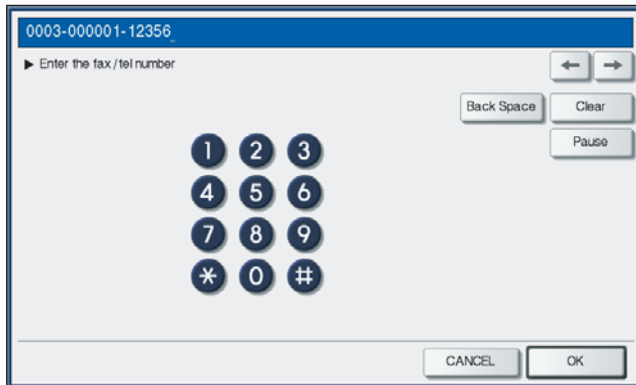 0003-000001-12356_
▶ Enter the fax / tel number
← →
Back Space Clear
Pause
1 2 3
4 5 6
7 8 9
* 0 #
CANCEL OK